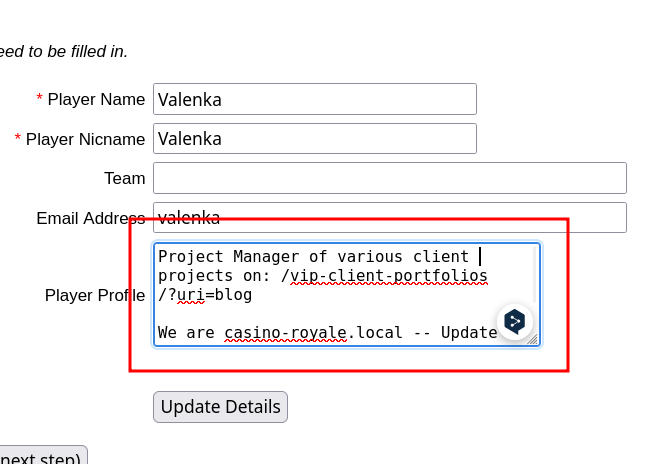 eed to be filled in.
* Player Name Valenka
* Player Nicname Valenka
Team
Email Address valenka
Player Profile
Project Manager of various client
projects on: /vip-client-portfolios
/?uri=blog
We are casino-royale.local -- Update
Update Details
next step)